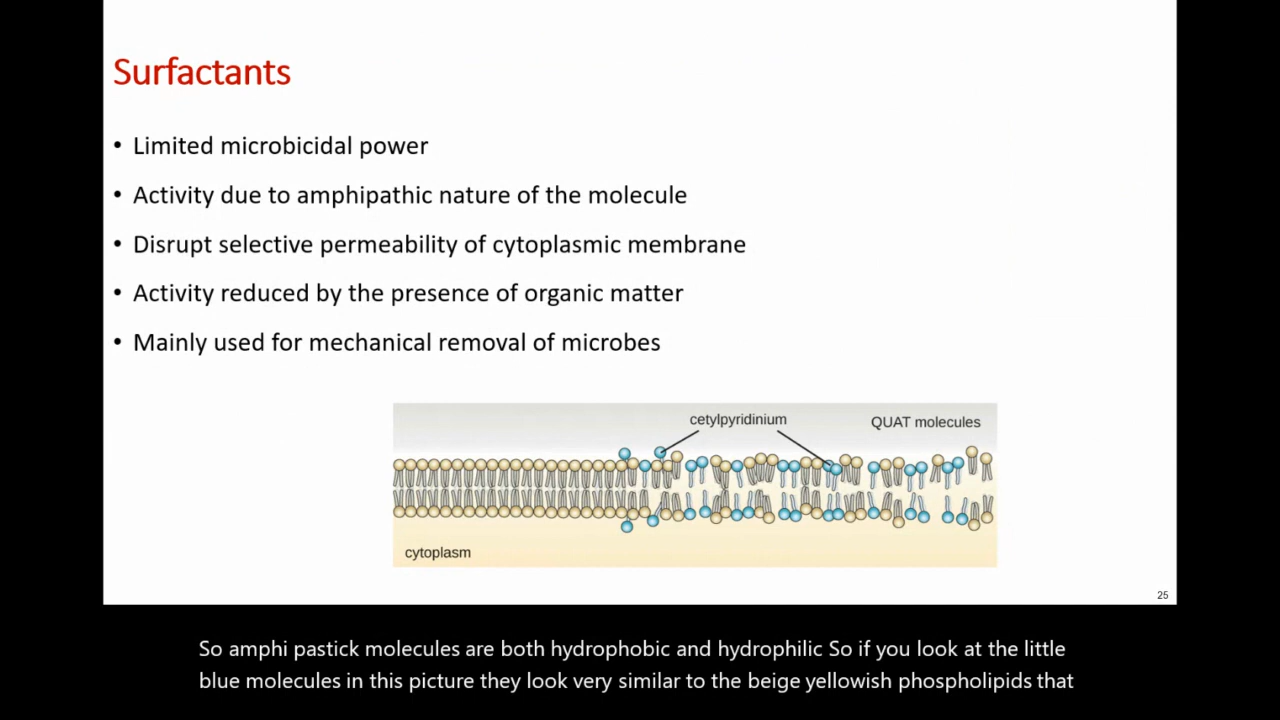 Surfactants
• Limited microbicidal power
• Activity due to amphipathic nature of the molecule
• Disrupt selective permeability of cytoplasmic membrane
• Activity reduced by the presence of organic matter
• Mainly used for mechanical removal of microbes
cetylpyridinium
QUAT molecules
cytoplasm
25
So amphi pastick molecules are both hydrophobic and hydrophilic So if you look at the little
blue molecules in this picture they look very similar to the beige yellowish phospholipids that